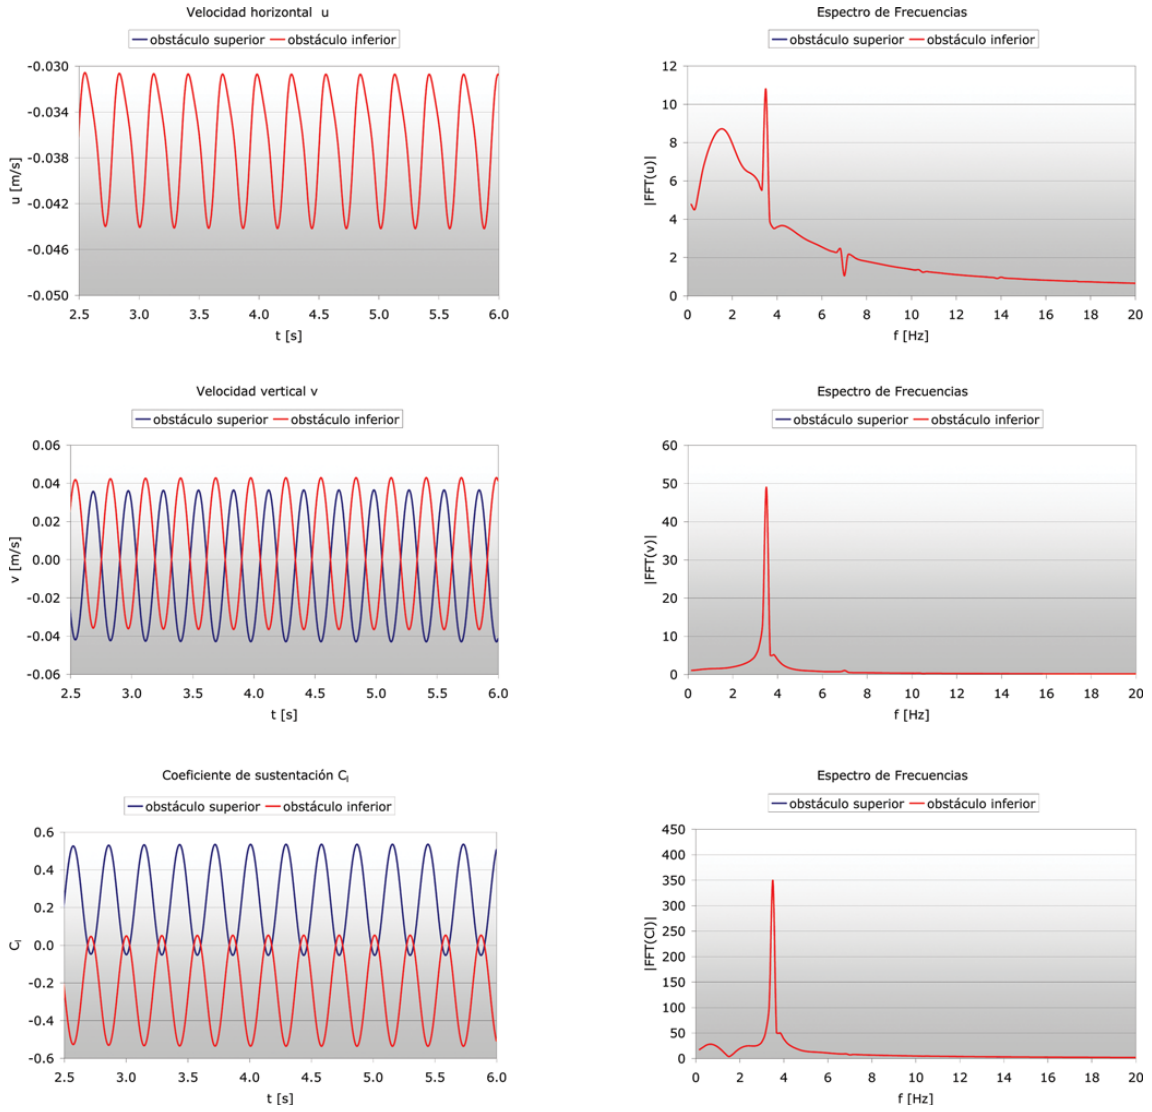 Velocidad horizontal u
obstáculo superior obstáculo inferior
-0.030
-0.034
-0.038
-0.042
-0.046
-0.050
u [m/s]
2.5 3.0 3.5 4.0 4.5 5.0 5.5 6.0
t [s]
Espectro de Frecuencias
obstáculo superior obstáculo inferior
12
10
8
6
4
2
0
|FFT(u)|
0 2 4 6 8 10 12 14 16 18 20
f [Hz]
Velocidad vertical v
obstáculo superior obstáculo inferior
0.06
0.04
0.02
0.00
-0.02
-0.04
-0.06
v [m/s]
2.5 3.0 3.5 4.0 4.5 5.0 5.5 6.0
t [s]
Espectro de Frecuencias
obstáculo superior obstáculo inferior
60
50
40
30
20
10
0
|FFT(v)|
0 2 4 6 8 10 12 14 16 18 20
f [Hz]
Coeficiente de sustentación Cl
obstáculo superior obstáculo inferior
0.6
0.4
0.2
0.0
-0.2
-0.4
-0.6
Cl
2.5 3.0 3.5 4.0 4.5 5.0 5.5 6.0
t [s]
Espectro de Frecuencias
obstáculo superior obstáculo inferior
450
400
350
300
250
200
150
100
50
0
|FFT(Cl)|
0 2 4 6 8 10 12 14 16 18 20
f [Hz]